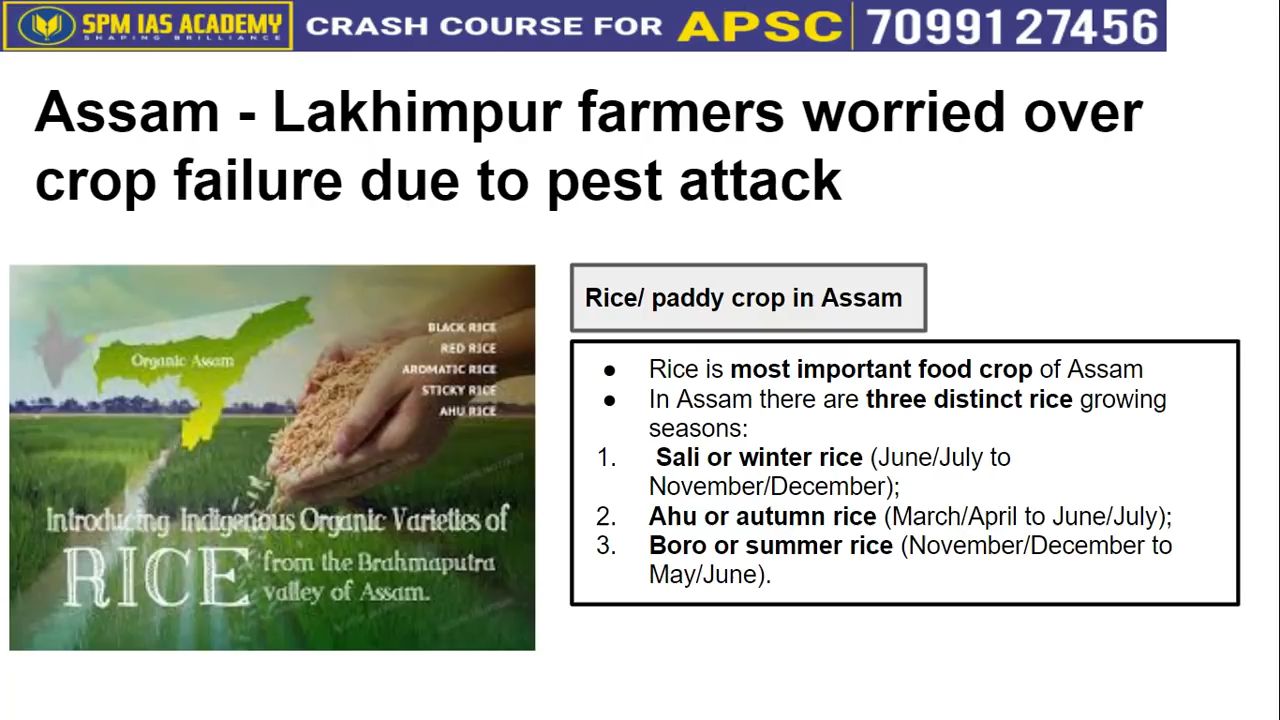 SPM IAS ACADEMY
SHAPING BRILLIANCE
CRASH COURSE FOR APSC 70991 27456
Assam - Lakhimpur farmers worried over
crop failure due to pest attack
Organic Assam
BLACK RICE
RED RICE
AROMATIC RICE
STICKY RICE
AHU RICE
Introducing Indigenous Organic Varieties of
RICE
from the Brahmaputra
valley of Assam.
Rice/ paddy crop in Assam
● Rice is most important food crop of Assam
● In Assam there are three distinct rice growing
seasons:
1. Sali or winter rice (June/July to
November/December);
2. Ahu or autumn rice (March/April to June/July);
3. Boro or summer rice (November/December to
May/June).